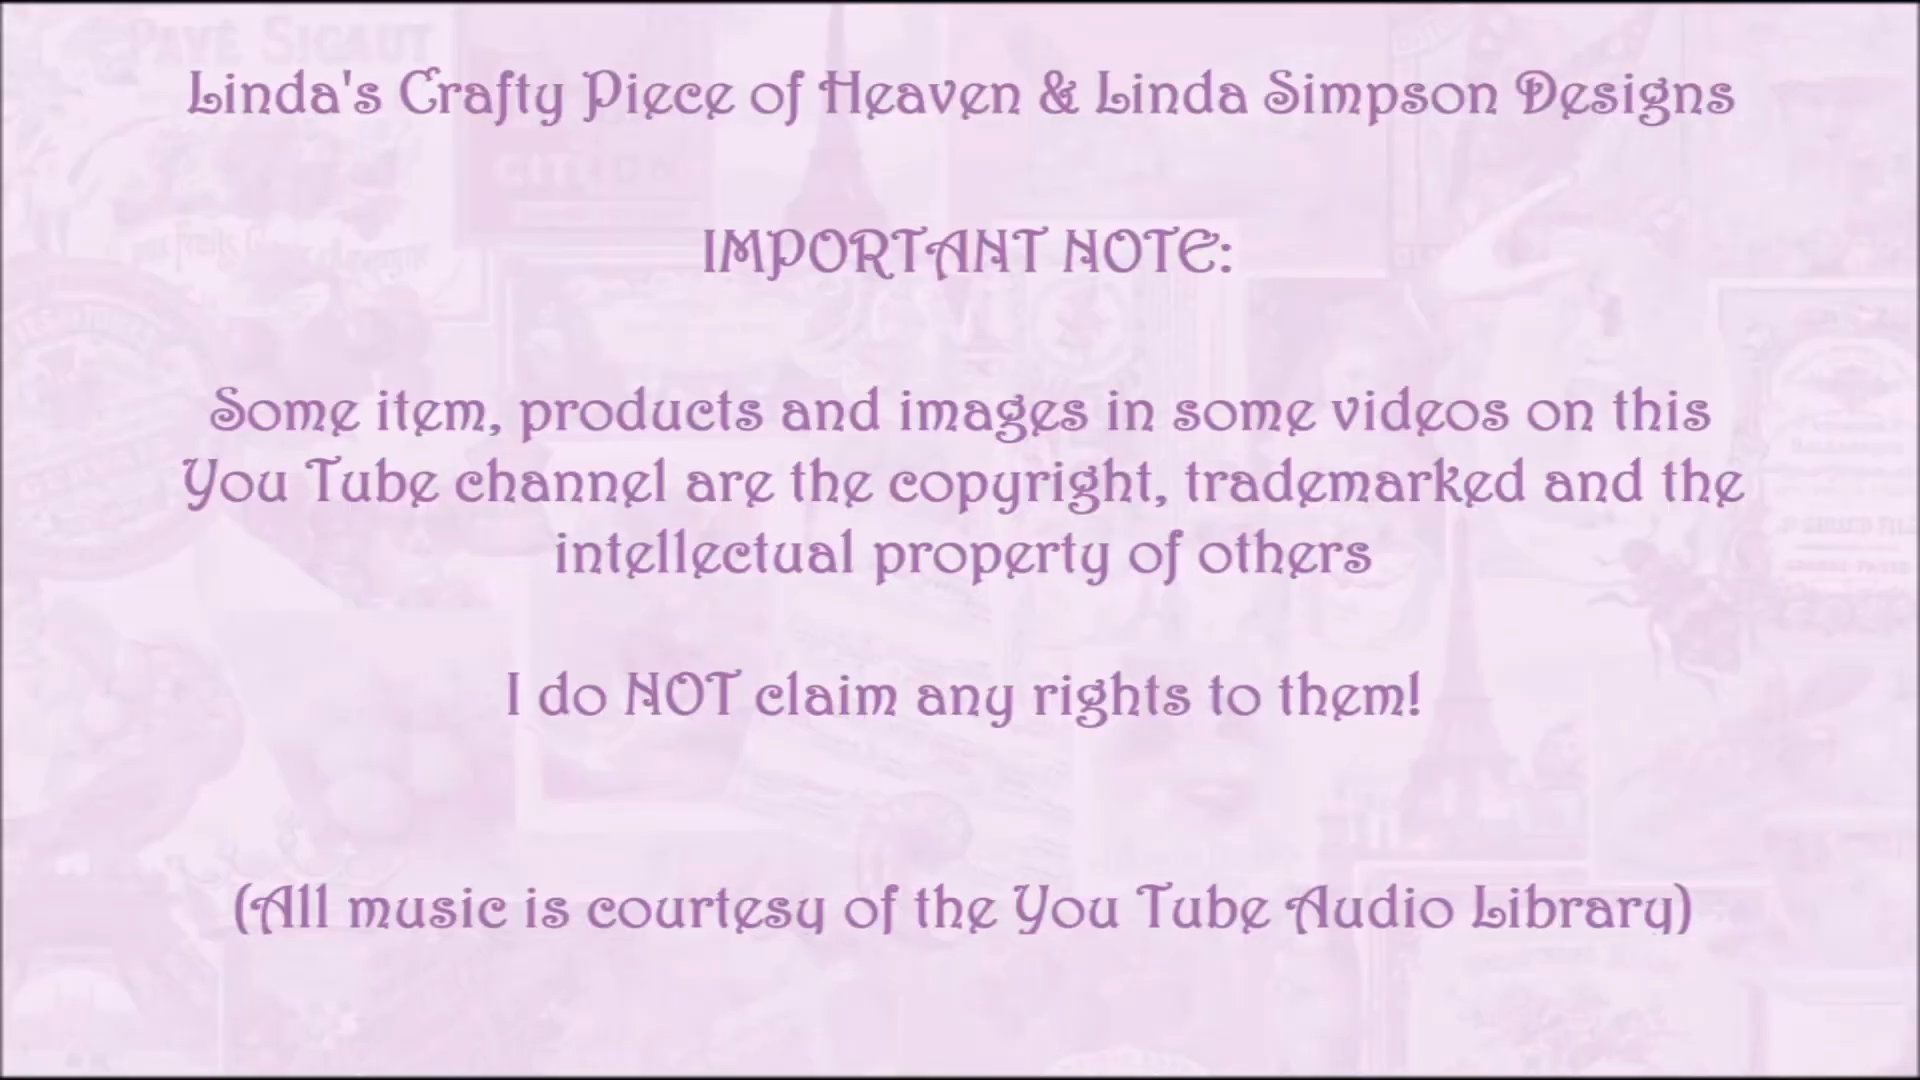 Linda's Crafty Piece of Heaven & Linda Simpson Designs
IMPORTANT NOTE:
Some item, products and images in some videos on this
You Tube channel are the copyright, trademarked and the
intellectual property of others
I do NOT claim any rights to them!
(All music is courtesy of the You Tube Audio Library)